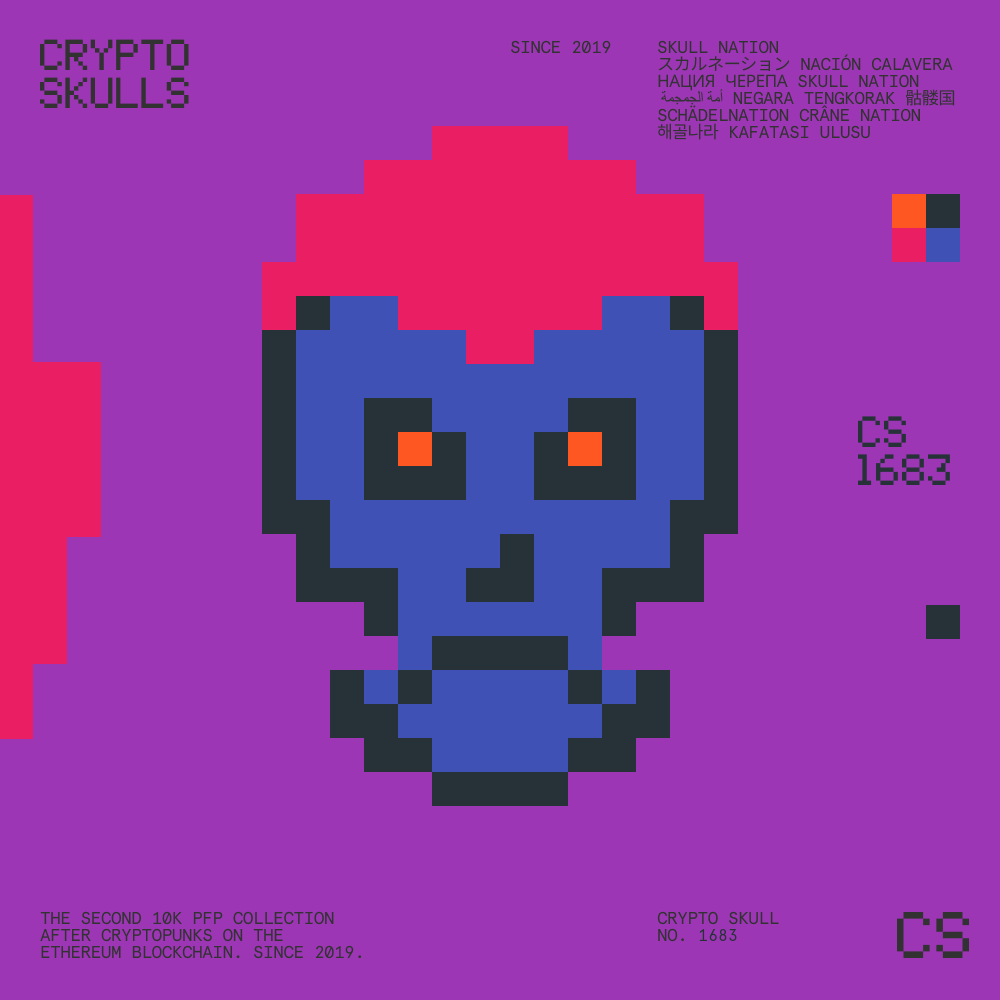 CRYPTO
SKULLS
SINCE 2019
SKULL NATION
スカルネーション NACIÓN CALAVERA
НАЦИЯ ЧЕРЕПА SKULL NATION
أمة الجمجمة NEGARA TENGKORAK 骷髅国
SCHÄDELNATION CRÂNE NATION
해골나라 KAFATASI ULUSU
CS
1683
THE SECOND 10K PFP COLLECTION
AFTER CRYPTOPUNKS ON THE
ETHEREUM BLOCKCHAIN. SINCE 2019.
CRYPTO SKULL
NO. 1683
CS